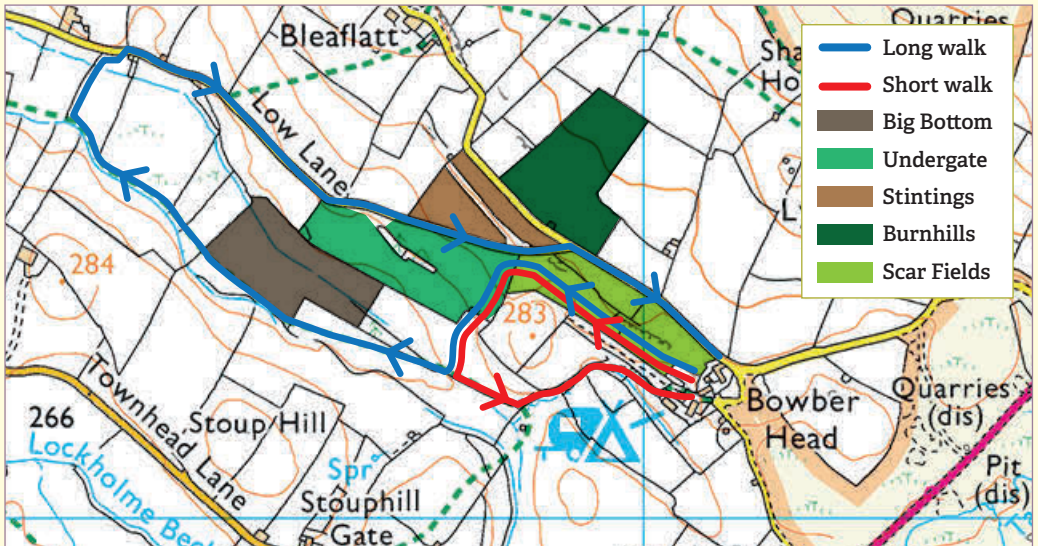 Quarries
Bleaflatt
Sha
Ho
Long walk
Short walk
Big Bottom
Undergate
Stintings
Burnhills
Scar Fields
Low Lane
L
284
283
Townhead Lane
266
Stoup Hill
Lockholme Bec
Spr
Stouphill
Gate
Bowber
Head
Quarries
(dis)
Pit
(dis)